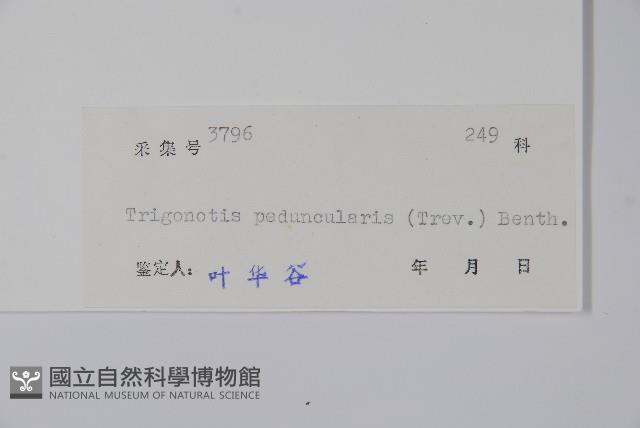 采集号 3796 249 科
Trigonotis peduncularis (Trev.) Benth.
鉴定人: 叶华谷 年 月 日
國立自然科學博物館
NATIONAL MUSEUM OF NATURAL SCIENCE